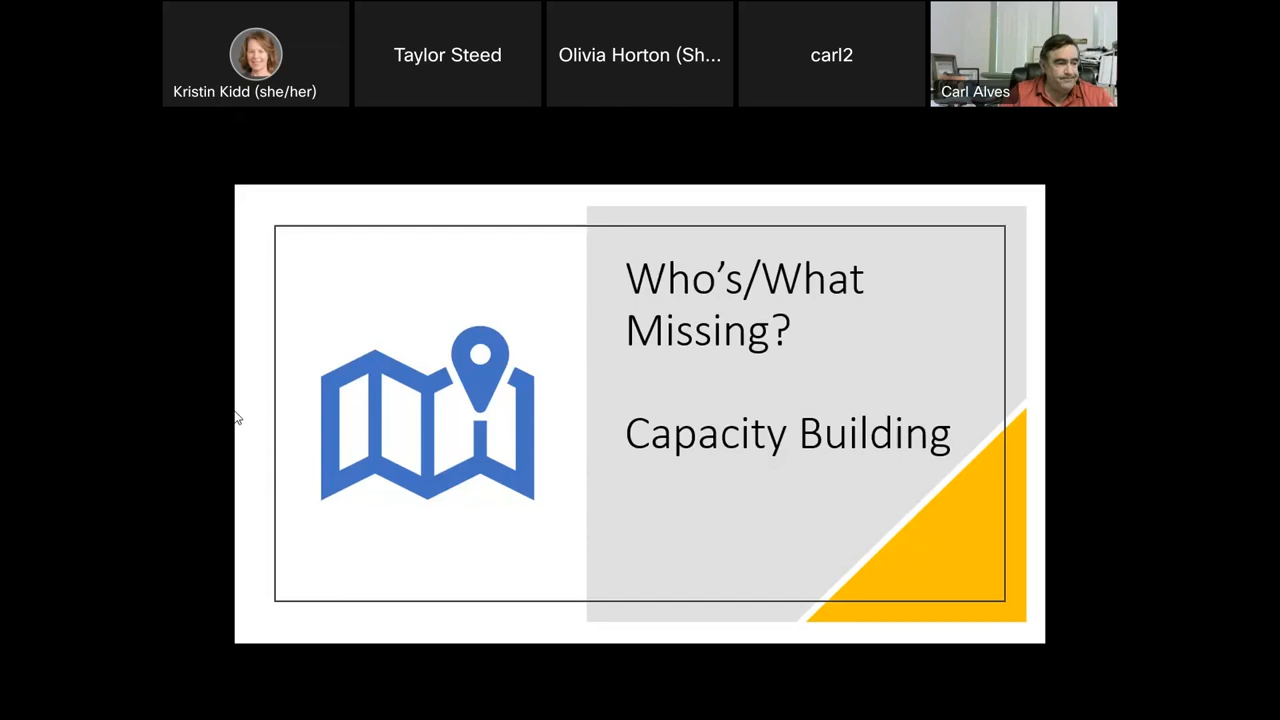 Kristin Kidd (she/her)
Taylor Steed
Olivia Horton (Sh...
carl2
Carl Alves
Who's/What
Missing?
Capacity Building